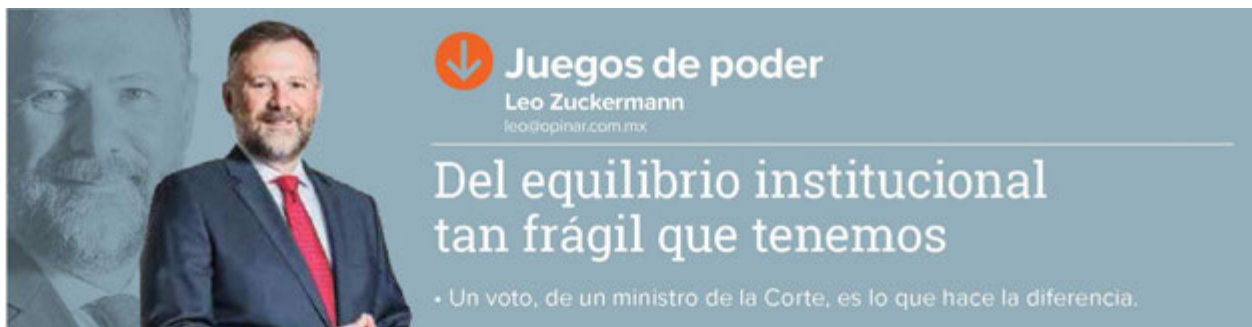 Juegos de poder
Leo Zuckermann
leo@opinar.com.mx
Del equilibrio institucional
tan frágil que tenemos
• Un voto, de un ministro de la Corte, es lo que hace la diferencia.